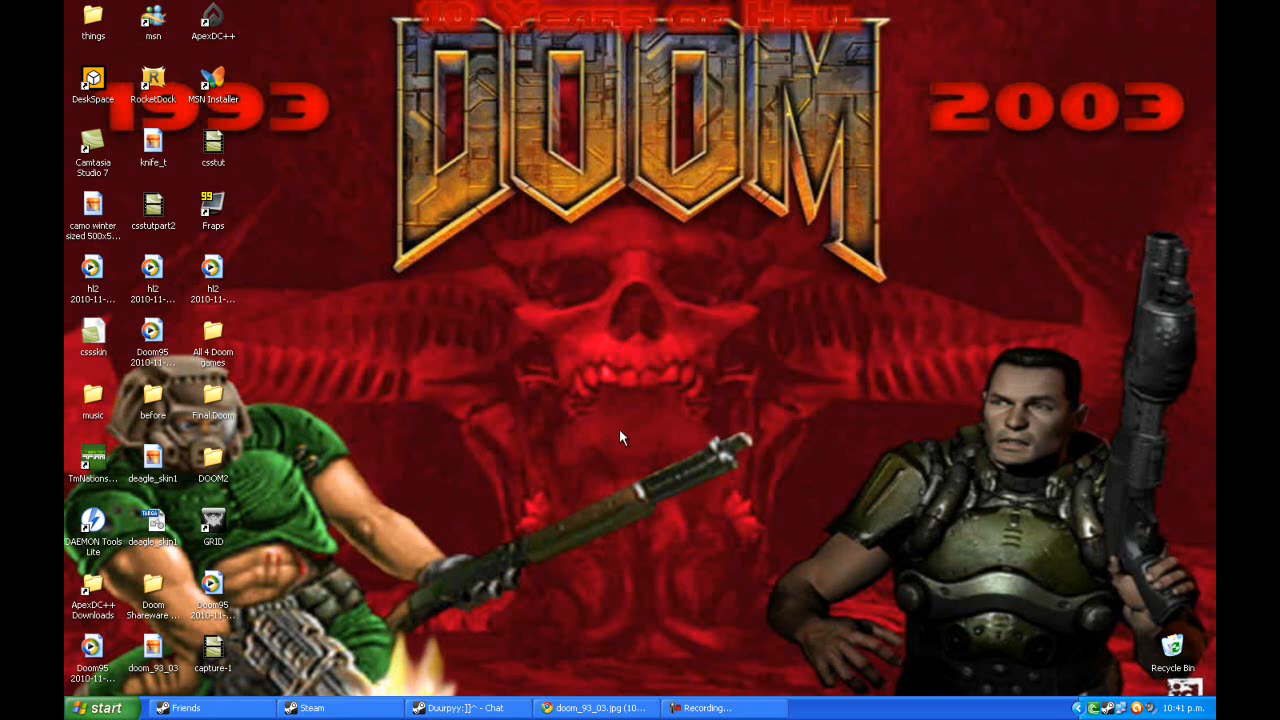 10 Years of Hell
DOOM
1993
2003
things
msn
ApexDC++
DeskSpace
RocketDock
MSN Installer
Camtasia
Studio 7
knife_t
csstut
camo winter
sized 500x5...
csstutpart2
99
Fraps
hl2
2010-11-...
hl2
2010-11-...
hl2
2010-11-...
cssskin
Doom95
2010-11-...
All 4 Doom
games
music
before
Final Doom
TmNations...
deagle_skin1
DOOM2
DAEMON Tools
Lite
TARGA
deagle_skin1
GRID
ApexDC++
Downloads
Doom
Shareware ...
Doom95
2010-11-...
Doom95
2010-11-...
doom_93_03
capture-1
Recycle Bin
start
Friends
Steam
Duurpyy:]]^ - Chat
doom_93_03.jpg (10...
Recording...
10:41 p.m.